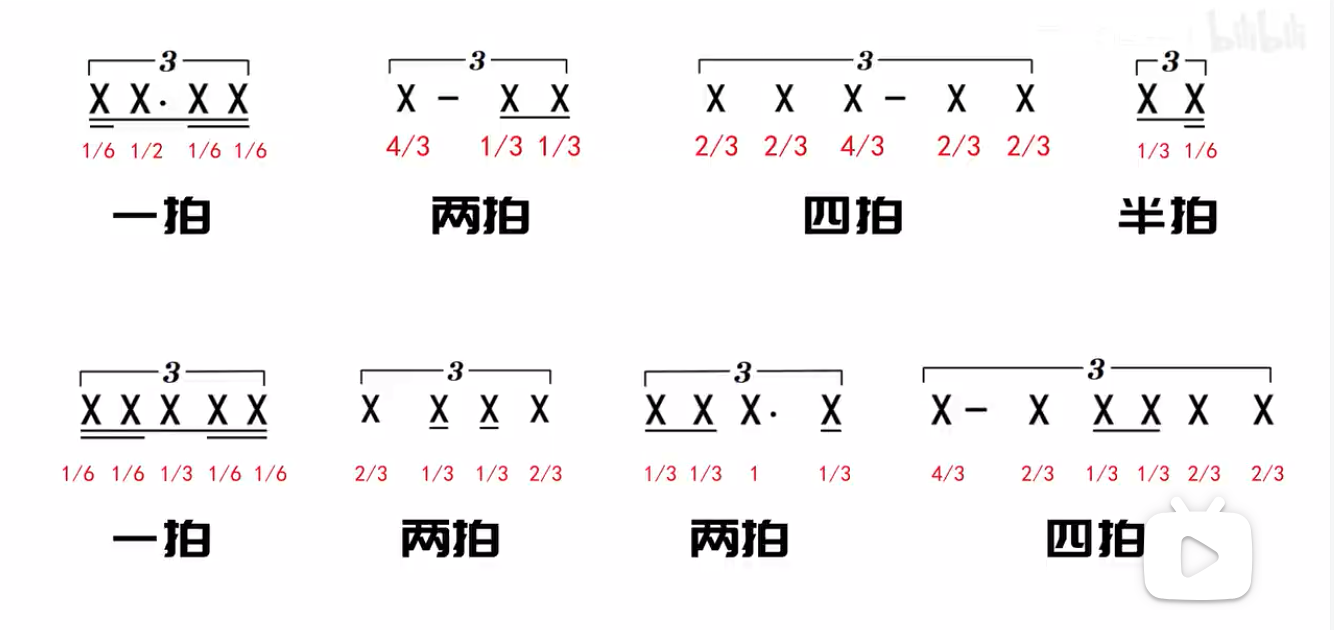 bilibili
3 3 3 3
X X· X X X – X X X X X – X X X X
1/6 1/2 1/6 1/6 4/3 1/3 1/3 2/3 2/3 4/3 2/3 2/3 1/3 1/6
一拍 两拍 四拍 半拍
3 3 3 3
X X X X X X X X X X X X· X X – X X X X X
1/6 1/6 1/3 1/6 1/6 2/3 1/3 1/3 2/3 1/3 1/3 1 1/3 4/3 2/3 1/3 1/3 2/3 2/3
一拍 两拍 两拍 四拍